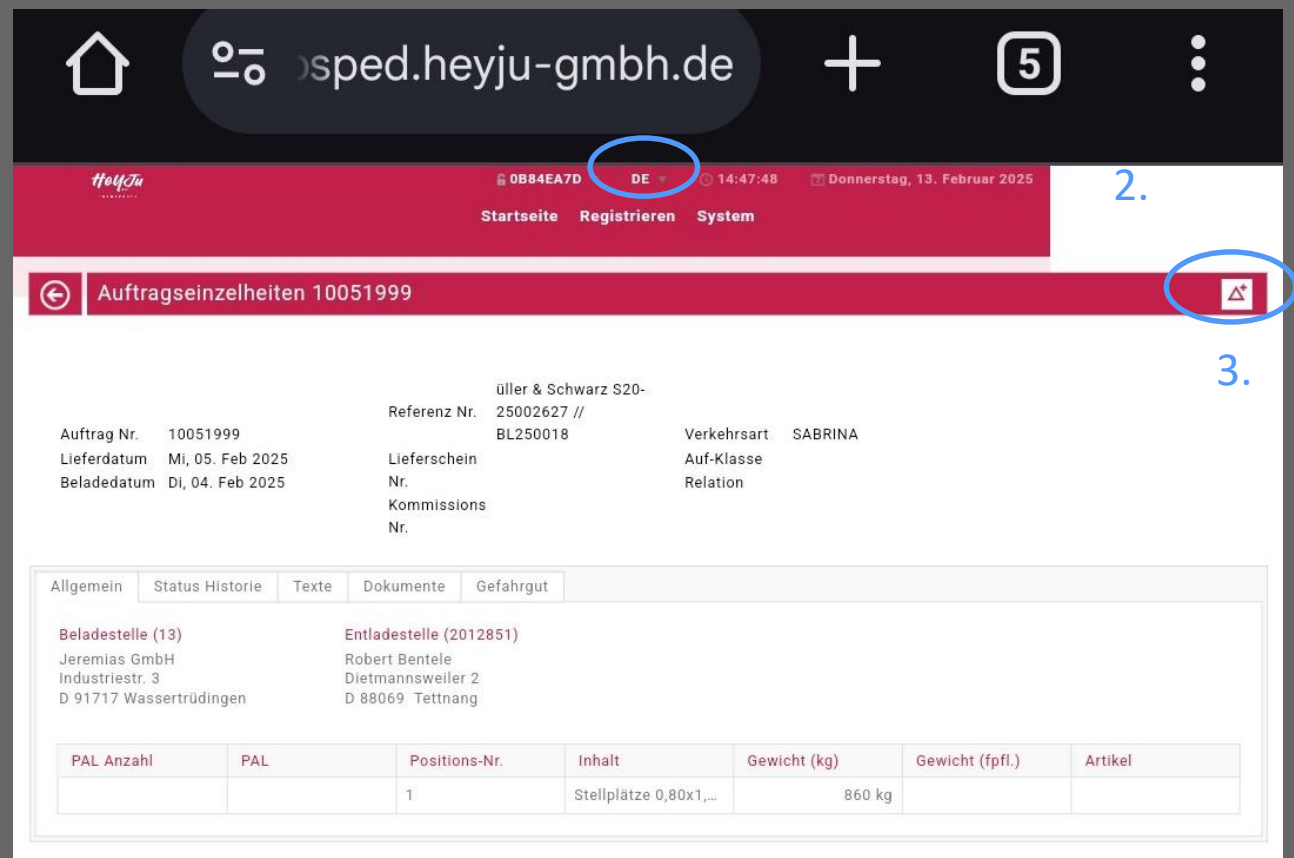 sped.heyju-gmbh.de
5
HeyJu
0B84EA7D DE 14:47:48 Donnerstag, 13. Februar 2025
2.
Startseite Registrieren System
Auftragseinzelheiten 10051999
3.
üller & Schwarz S20-
Referenz Nr. 25002627 //
BL250018
Auftrag Nr. 10051999
Verkehrsart SABRINA
Lieferdatum Mi, 05. Feb 2025
Lieferschein
Nr.
Auf-Klasse
Beladedatum Di, 04. Feb 2025
Relation
Kommissions
Nr.
Allgemein Status Historie Texte Dokumente Gefahrgut
Beladestelle (13)
Jeremias GmbH
Industriestr. 3
D 91717 Wassertrüdingen
Entladestelle (2012851)
Robert Bentele
Dietmannsweiler 2
D 88069 Tettnang
PAL Anzahl PAL Positions-Nr. Inhalt Gewicht (kg) Gewicht (fpfl.) Artikel
1 Stellplätze 0,80x1,... 860 kg